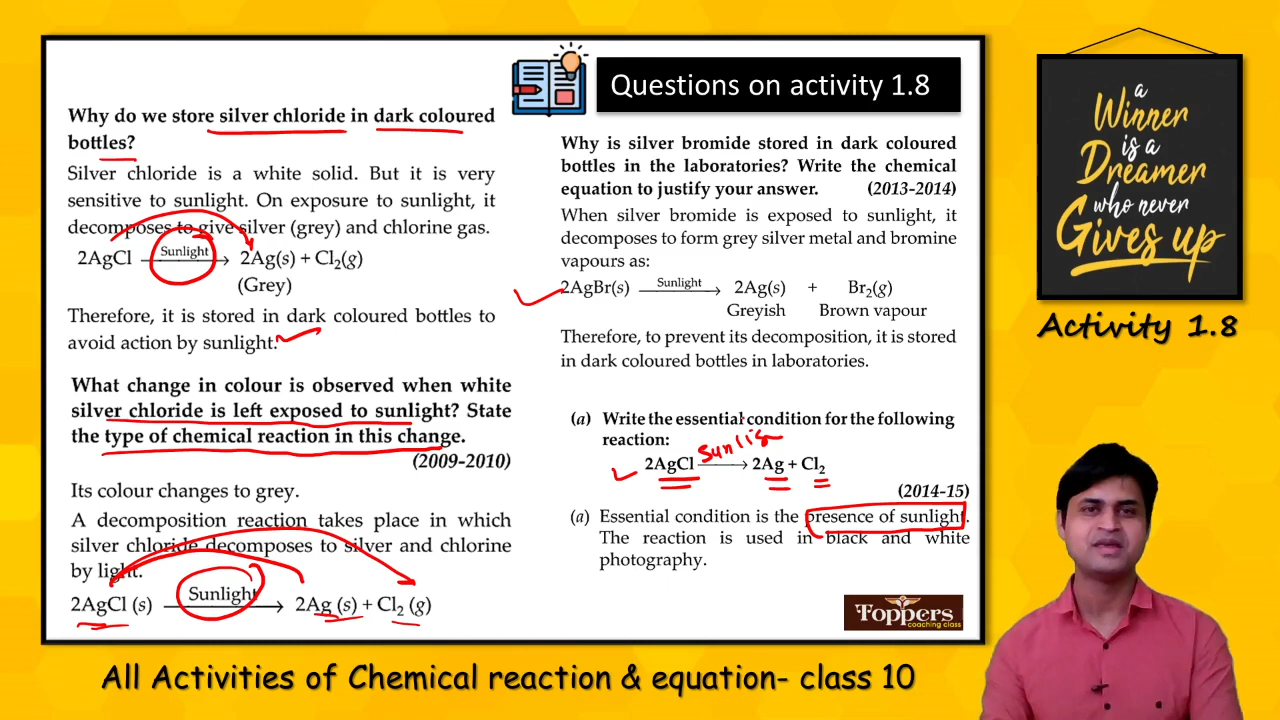 Questions on activity 1.8
Why do we store silver chloride in dark coloured
bottles?
Silver chloride is a white solid. But it is very
sensitive to sunlight. On exposure to sunlight, it
decomposes to give silver (grey) and chlorine gas.
2AgCl Sunlight → 2Ag(s) + Cl₂(g)
(Grey)
Therefore, it is stored in dark coloured bottles to
avoid action by sunlight.
What change in colour is observed when white
silver chloride is left exposed to sunlight? State
the type of chemical reaction in this change.
(2009-2010)
Its colour changes to grey.
A decomposition reaction takes place in which
silver chloride decomposes to silver and chlorine
by light.
2AgCl (s) Sunlight → 2Ag (s) + Cl₂ (g)
Why is silver bromide stored in dark coloured
bottles in the laboratories? Write the chemical
equation to justify your answer. (2013-2014)
When silver bromide is exposed to sunlight, it
decomposes to form grey silver metal and bromine
vapours as:
2AgBr(s) Sunlight → 2Ag(s) + Br₂(g)
Greyish Brown vapour
Therefore, to prevent its decomposition, it is stored
in dark coloured bottles in laboratories.
(a) Write the essential condition for the following
reaction:
2AgCl → 2Ag + Cl₂
(2014-15)
(a) Essential condition is the presence of sunlight.
The reaction is used in black and white
photography.
Toppers
coaching class
a
Winner
is a
Dreamer
who never
Gives up
Activity 1.8
All Activities of Chemical reaction & equation- class 10